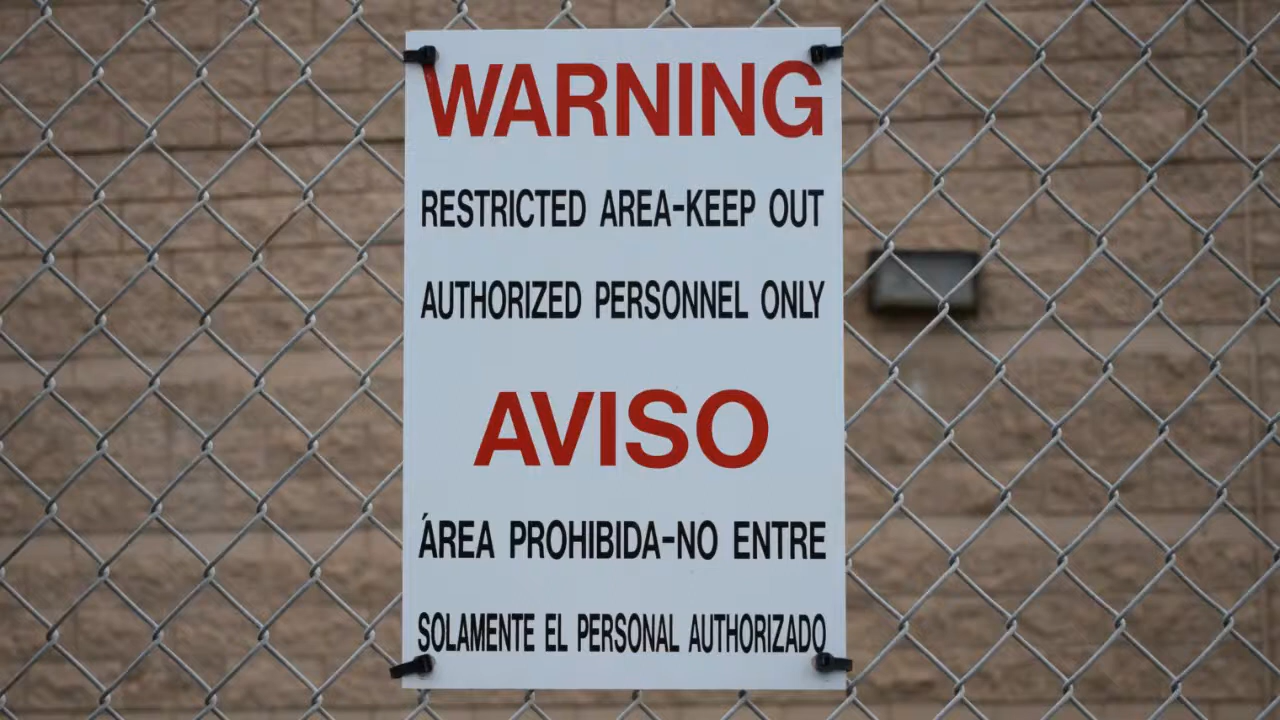 WARNING
RESTRICTED AREA-KEEP OUT
AUTHORIZED PERSONNEL ONLY
AVISO
ÁREA PROHIBIDA-NO ENTRE
SOLAMENTE EL PERSONAL AUTHORIZADO